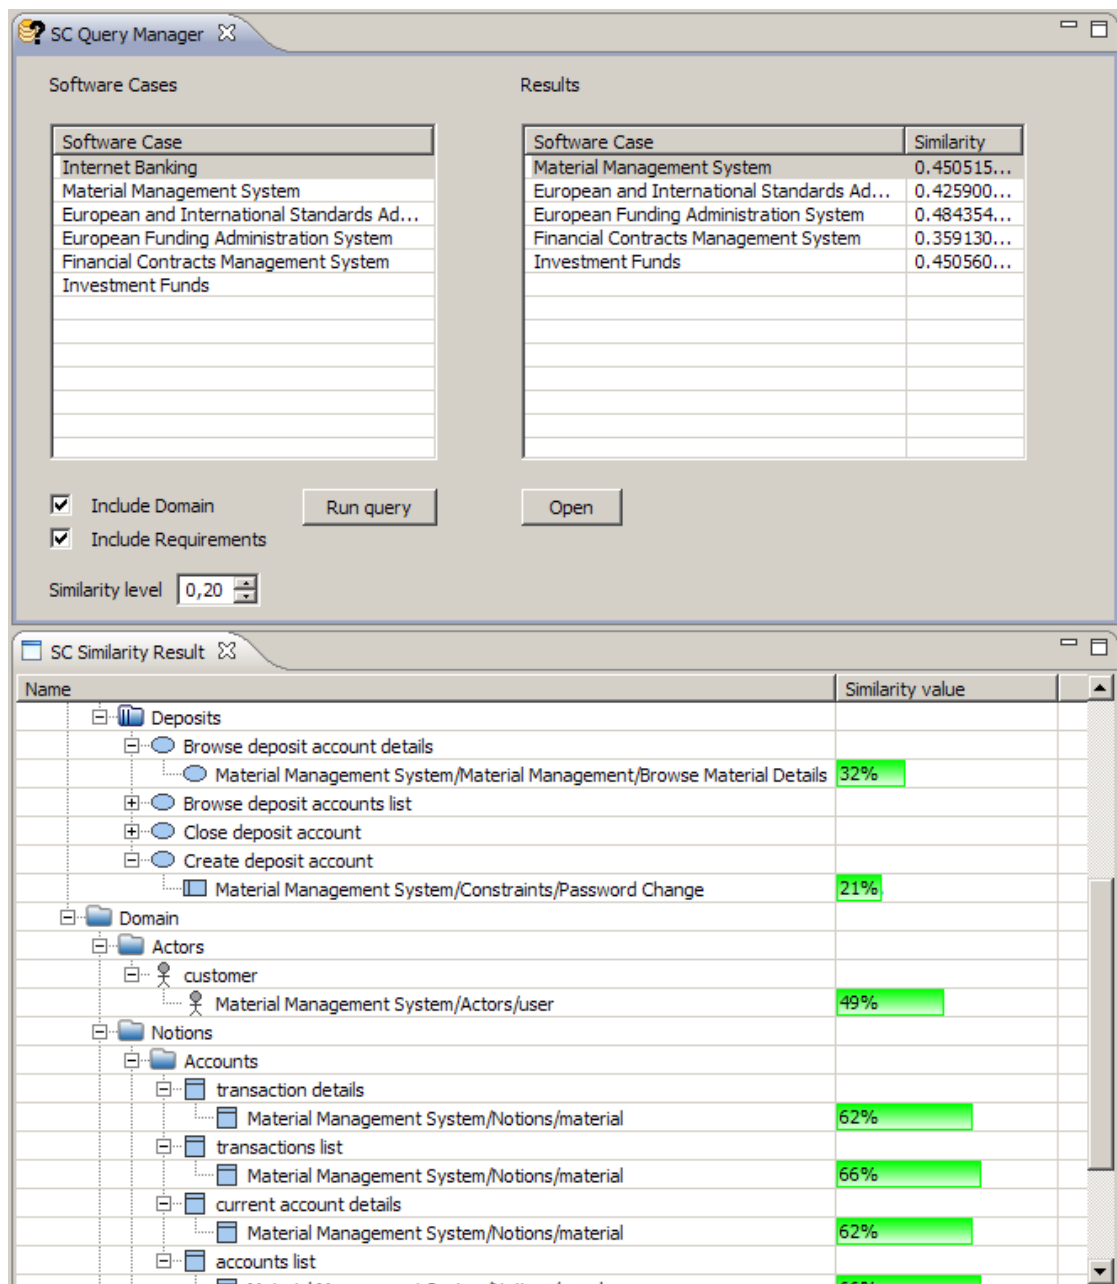 SC Query Manager
Software Cases
Results
Software Case
Internet Banking
Material Management System
European and International Standards Ad...
European Funding Administration System
Financial Contracts Management System
Investment Funds
Software Case Similarity
Material Management System 0.450515...
European and International Standards Ad... 0.425900...
European Funding Administration System 0.484354...
Financial Contracts Management System 0.359130...
Investment Funds 0.450560...
Include Domain
Run query
Open
Include Requirements
Similarity level 0,20
SC Similarity Result
Name Similarity value
Deposits
Browse deposit account details
Material Management System/Material Management/Browse Material Details 32%
Browse deposit accounts list
Close deposit account
Create deposit account
Material Management System/Constraints/Password Change 21%
Domain
Actors
customer
Material Management System/Actors/user 49%
Notions
Accounts
transaction details
Material Management System/Notions/material 62%
transactions list
Material Management System/Notions/material 66%
current account details
Material Management System/Notions/material 62%
accounts list